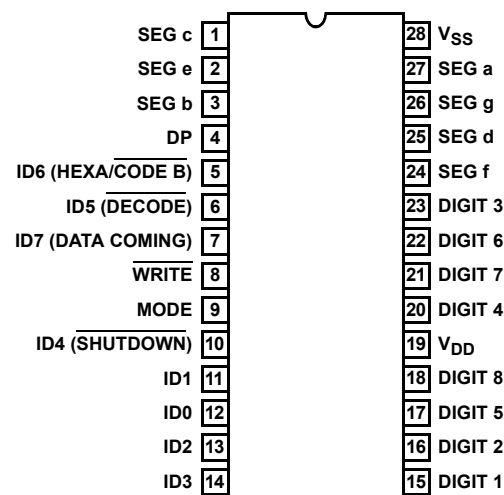 SEG c 1 28 VSS
SEG e 2 27 SEG a
SEG b 3 26 SEG g
DP 4 25 SEG d
ID6 (HEXA/CODE B) 5 24 SEG f
ID5 (DECODE) 6 23 DIGIT 3
ID7 (DATA COMING) 7 22 DIGIT 6
WRITE 8 21 DIGIT 7
MODE 9 20 DIGIT 4
ID4 (SHUTDOWN) 10 19 VDD
ID1 11 18 DIGIT 8
ID0 12 17 DIGIT 5
ID2 13 16 DIGIT 2
ID3 14 15 DIGIT 1